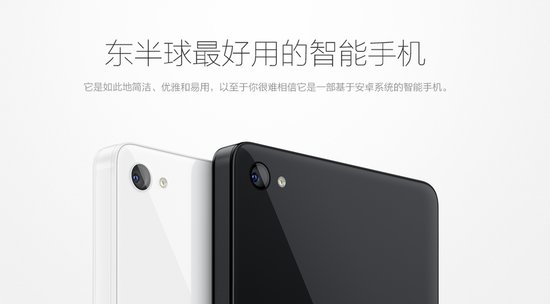 东半球最好用的智能手机
它是如此地简洁、优雅和易用，以至于你很难相信它是一部基于安卓系统的智能手机。